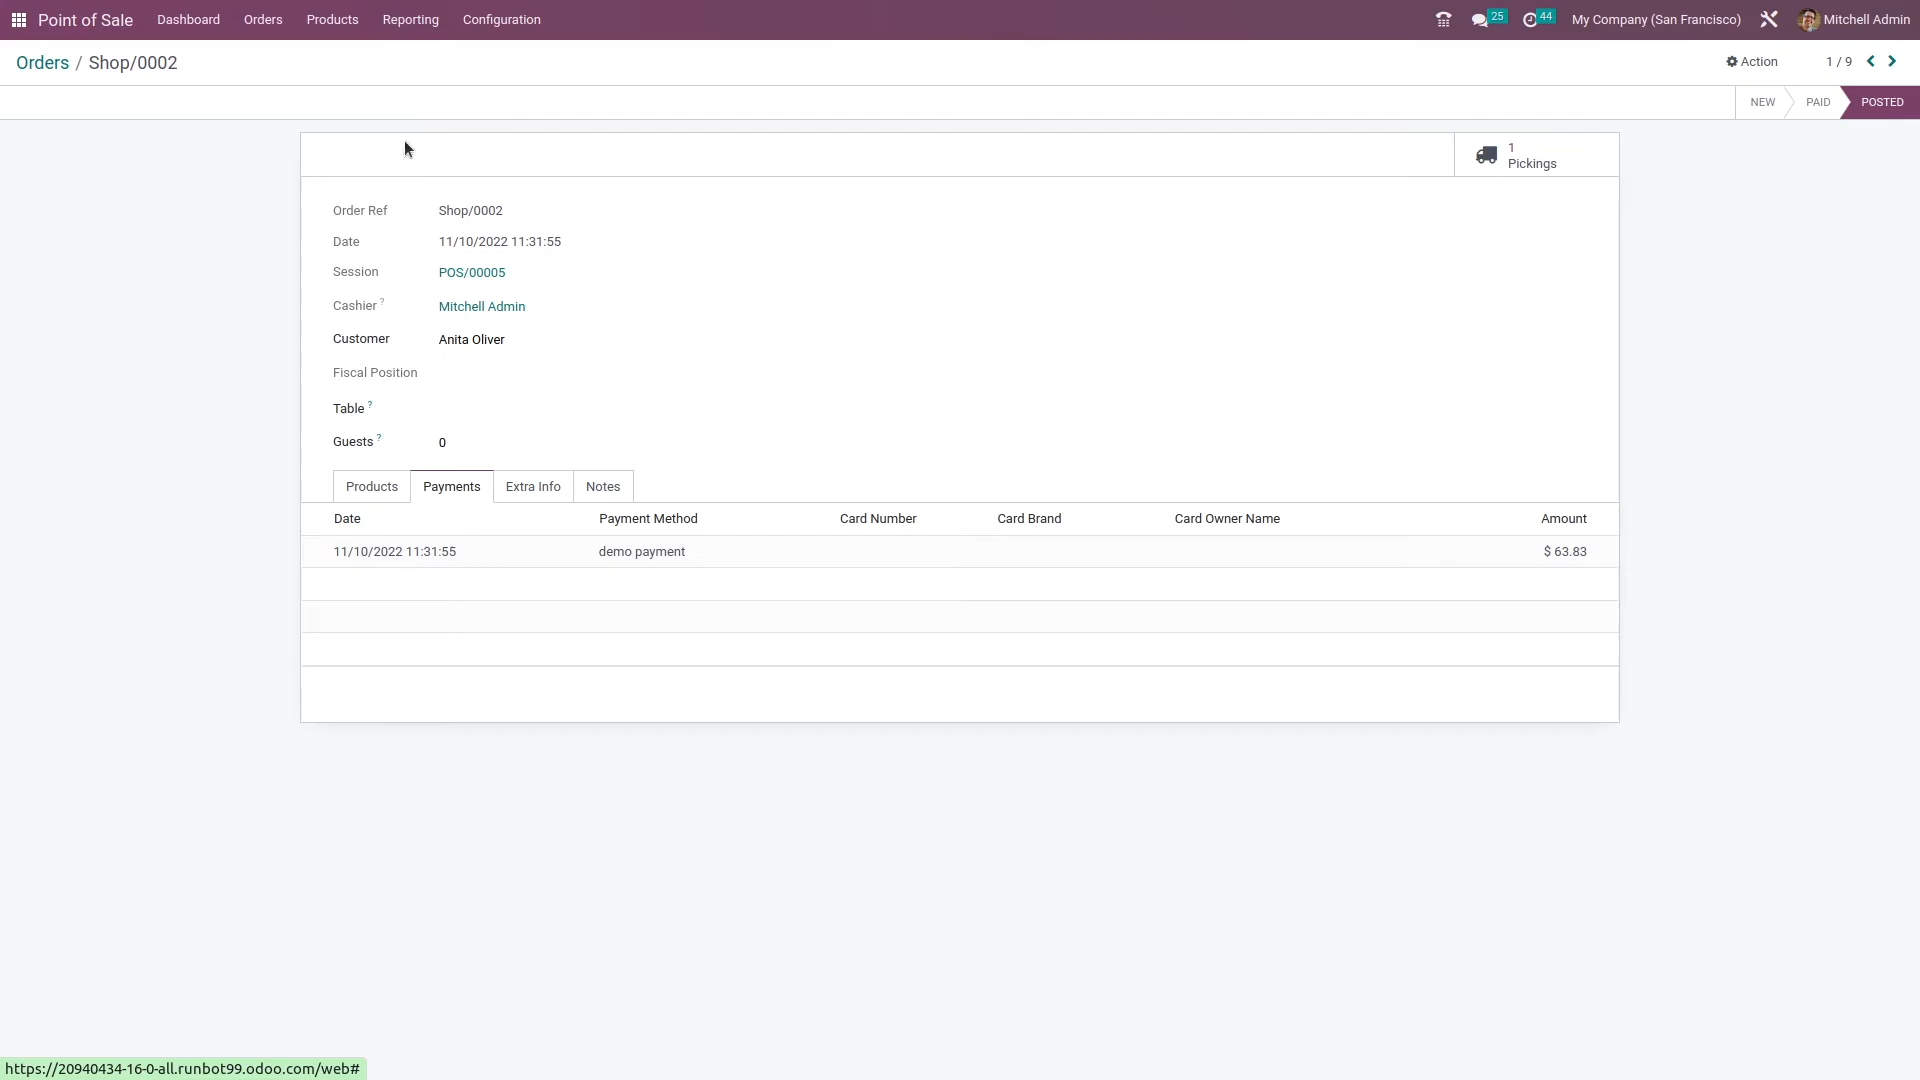 Point of Sale Dashboard Orders Products Reporting Configuration 25 44 My Company (San Francisco) Mitchell Admin
Orders / Shop/0002 Action 1 / 9
NEW PAID POSTED
1
Pickings
Order Ref Shop/0002
Date 11/10/2022 11:31:55
Session POS/00005
Cashier ? Mitchell Admin
Customer Anita Oliver
Fiscal Position
Table ?
Guests ? 0
Products Payments Extra Info Notes
Date Payment Method Card Number Card Brand Card Owner Name Amount
11/10/2022 11:31:55 demo payment $ 63.83
https://20940434-16-0-all.runbot99.odoo.com/web#